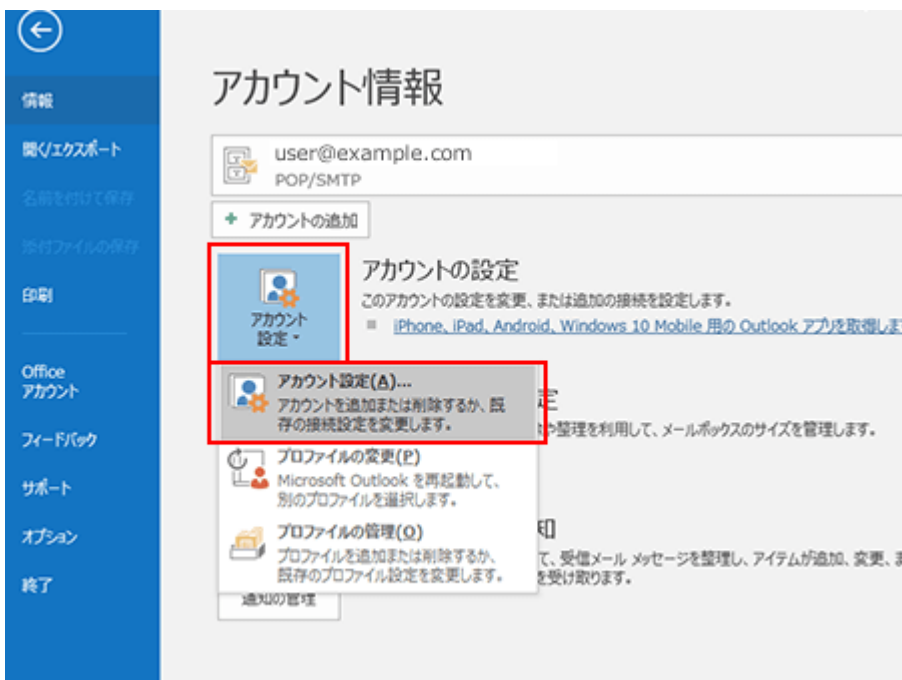 情報
開く/エクスポート
名前を付けて保存
添付ファイルの保存
印刷
Office
アカウント
フィードバック
サポート
オプション
終了
アカウント情報
user@example.com
POP/SMTP
アカウントの追加
アカウント
設定
アカウントの設定
このアカウントの設定を変更、または追加の接続を設定します。
iPhone、iPad、Android、Windows 10 Mobile 用の Outlook アプリを取得しま
アカウント設定(A)...
アカウントを追加または削除するか、既
存の接続設定を変更します。
定
や整理を利用して、メールボックスのサイズを管理します。
プロファイルの変更(P)
Microsoft Outlook を再起動して、
別のプロファイルを選択します。
プロファイルの管理(O)
プロファイルを追加または削除するか、
既存のプロファイル設定を変更します。
知
て、受信メール メッセージを整理し、アイテムが追加、変更、ま
を受け取ります。
通知の管理